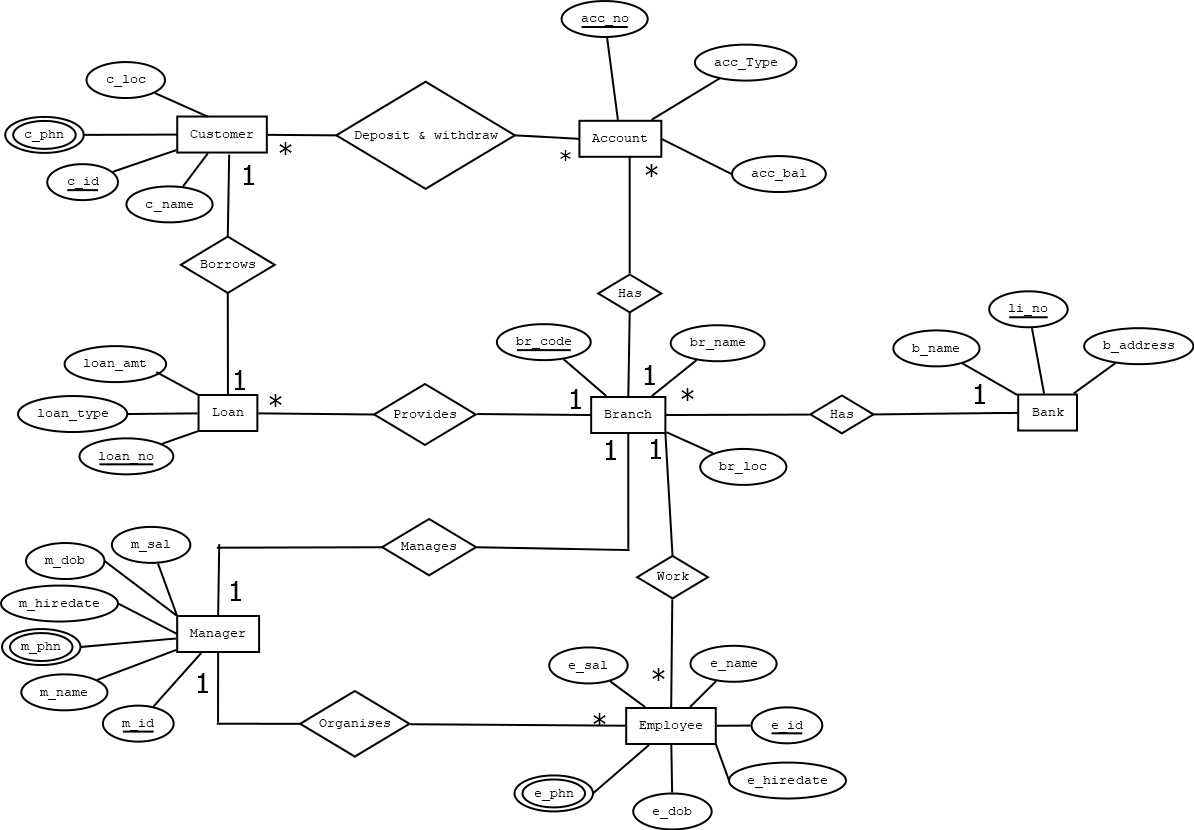 acc_no
acc_Type
c_loc
c_phn
Customer
Deposit & withdraw
Account
*
*
*
1
c_id
acc_bal
c_name
Borrows
Has
li_no
loan_amt
br_code
br_name
b_name
b_address
1
1
*
1
*
1
loan_type
Loan
Provides
Branch
Has
Bank
1
1
loan_no
br_loc
m_sal
m_dob
Manages
Work
m_hiredate
1
Manager
m_phn
e_sal
e_name
*
1
m_name
m_id
Organises
*
Employee
e_id
e_phn
e_hiredate
e_dob